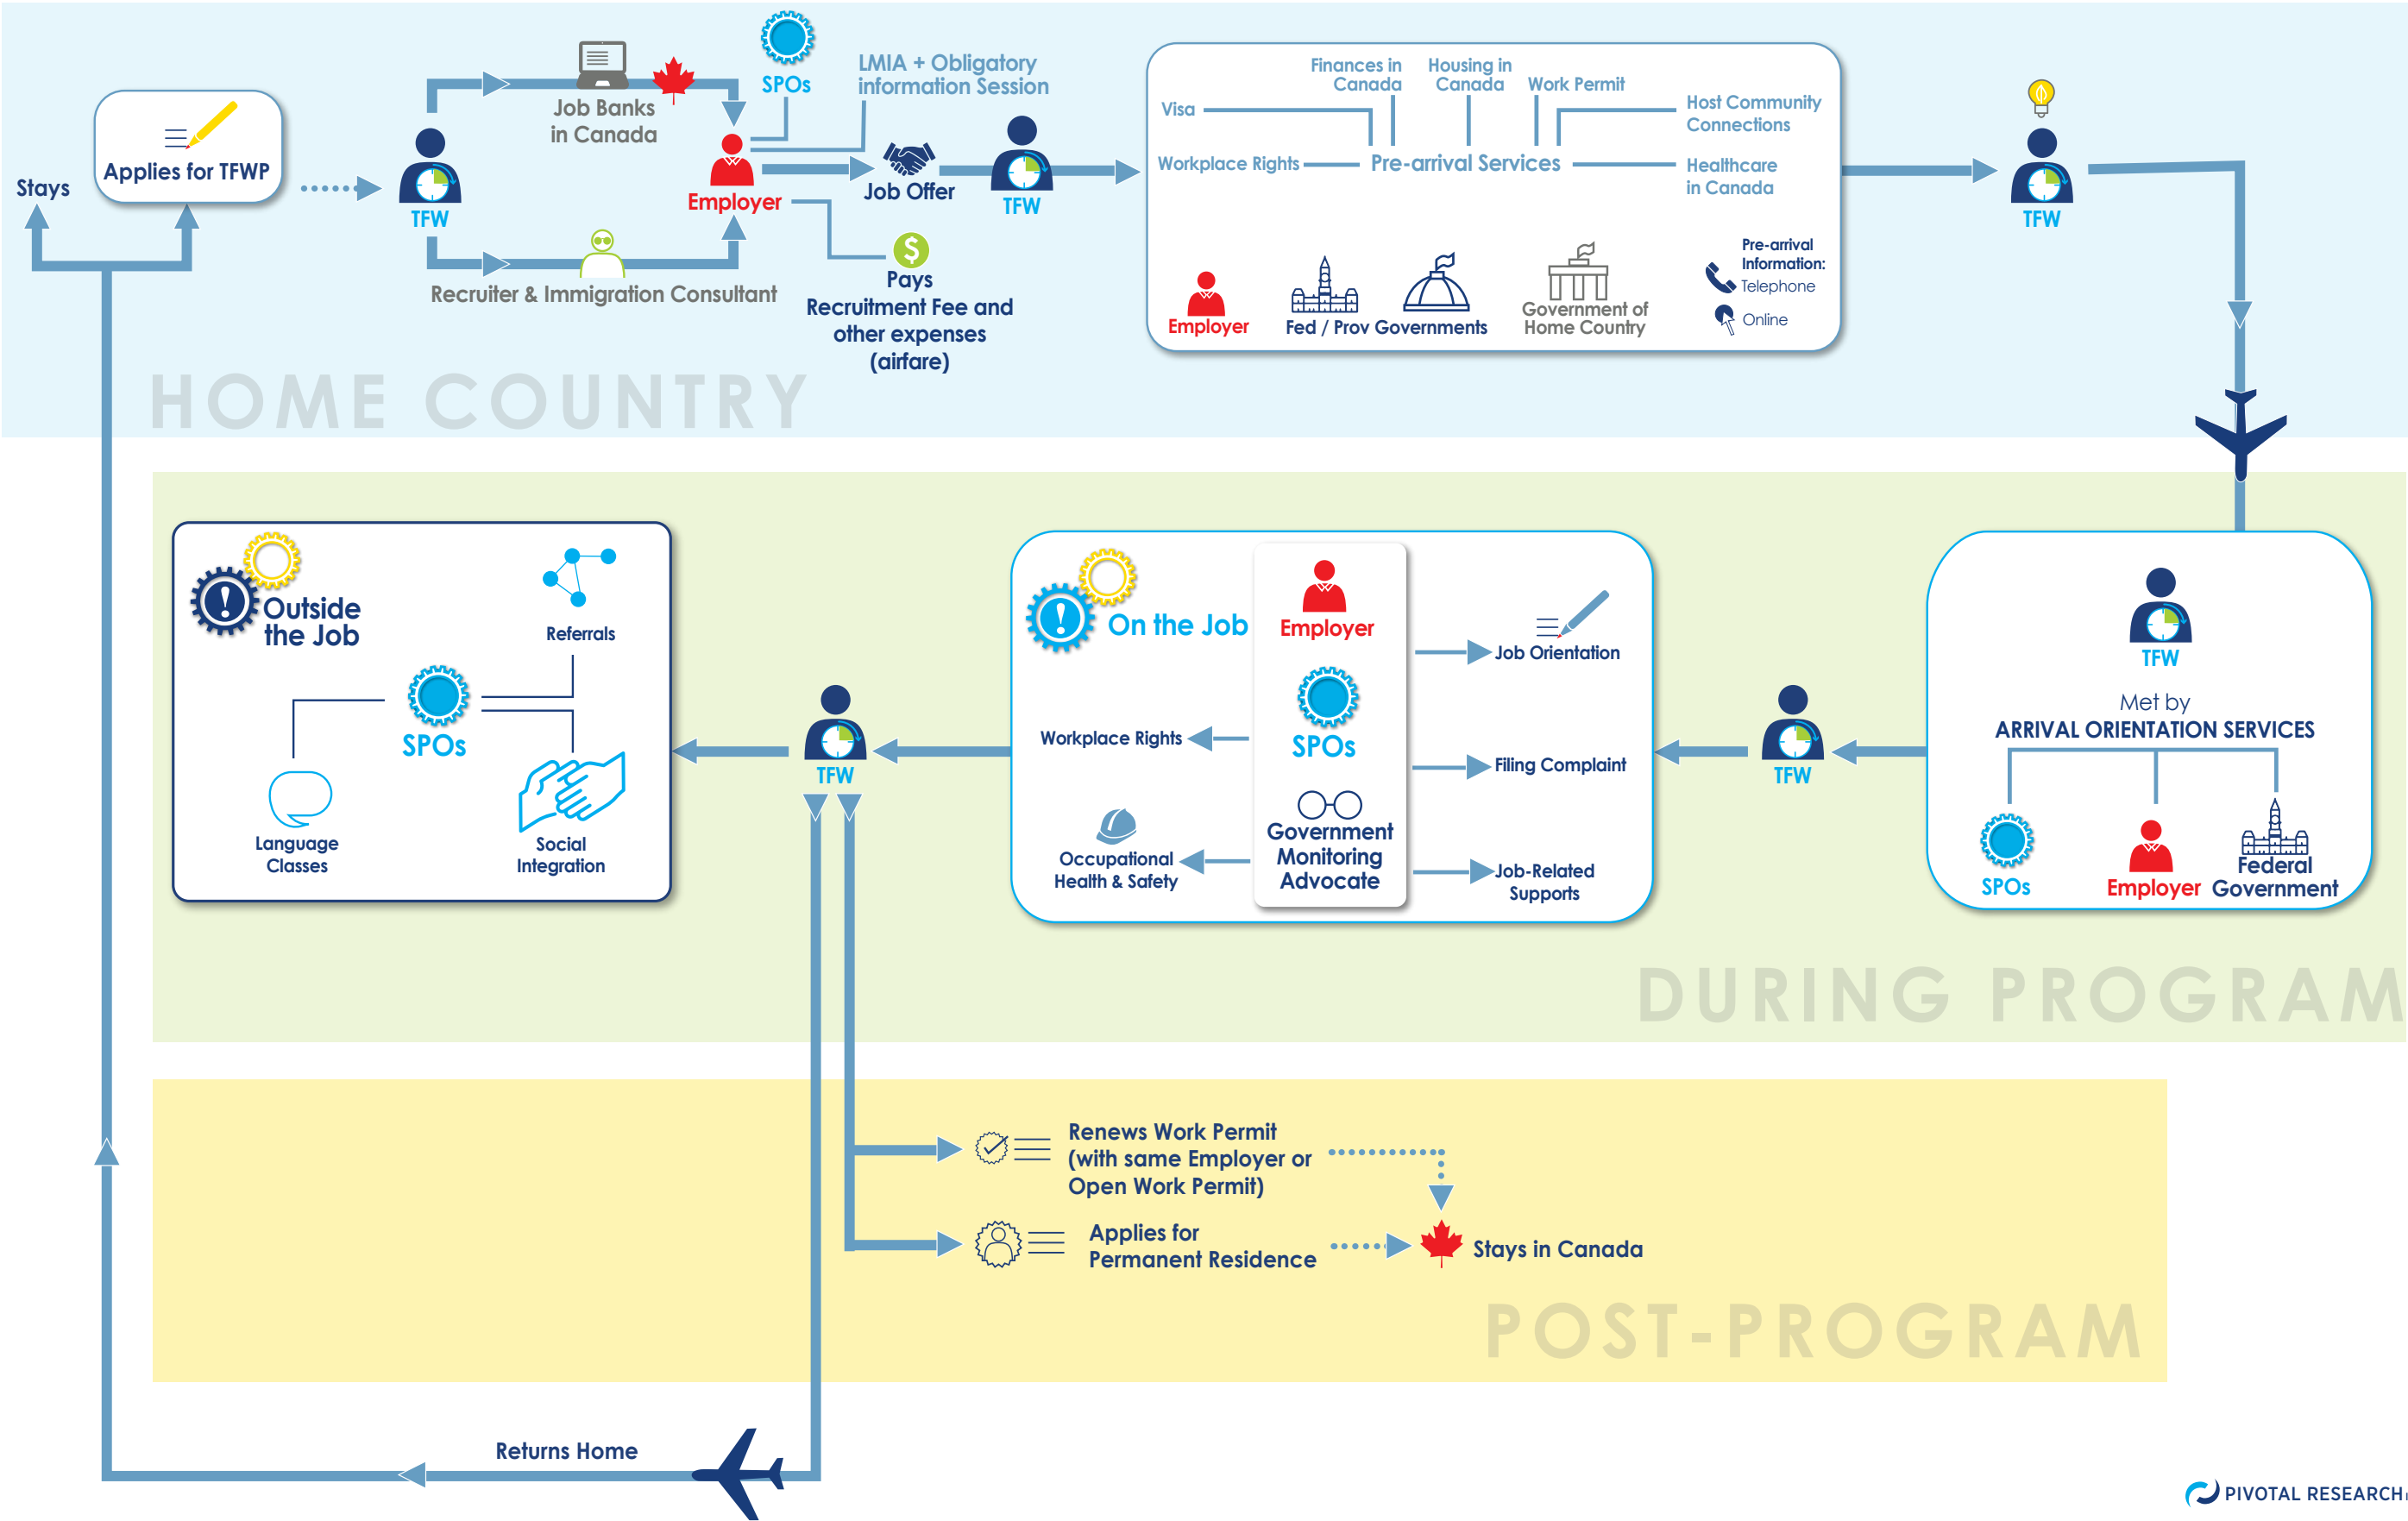 Stays
Applies for TFWP
TFW
Job Banks
in Canada
Recruiter & Immigration Consultant
SPOs
LMIA + Obligatory
information Session
Employer
Job Offer
$
Pays
Recruitment Fee and
other expenses
(airfare)
TFW
Visa
Finances in
Canada
Housing in
Canada
Work Permit
Host Community
Connections
Workplace Rights
Pre-arrival Services
Healthcare
in Canada
Employer
Fed / Prov Governments
Government of
Home Country
Pre-arrival
Information:
Telephone
Online
TFW
HOME COUNTRY
TFW
Met by
ARRIVAL ORIENTATION SERVICES
SPOs
Employer
Federal
Government
TFW
On the Job
Employer
SPOs
Government
Monitoring
Advocate
Job Orientation
Workplace Rights
Filing Complaint
Occupational
Health & Safety
Job-Related
Supports
TFW
Outside
the Job
Referrals
SPOs
Language
Classes
Social
Integration
DURING PROGRAM
Renews Work Permit
(with same Employer or
Open Work Permit)
Applies for
Permanent Residence
Stays in Canada
POST-PROGRAM
Returns Home
PIVOTAL RESEARCH